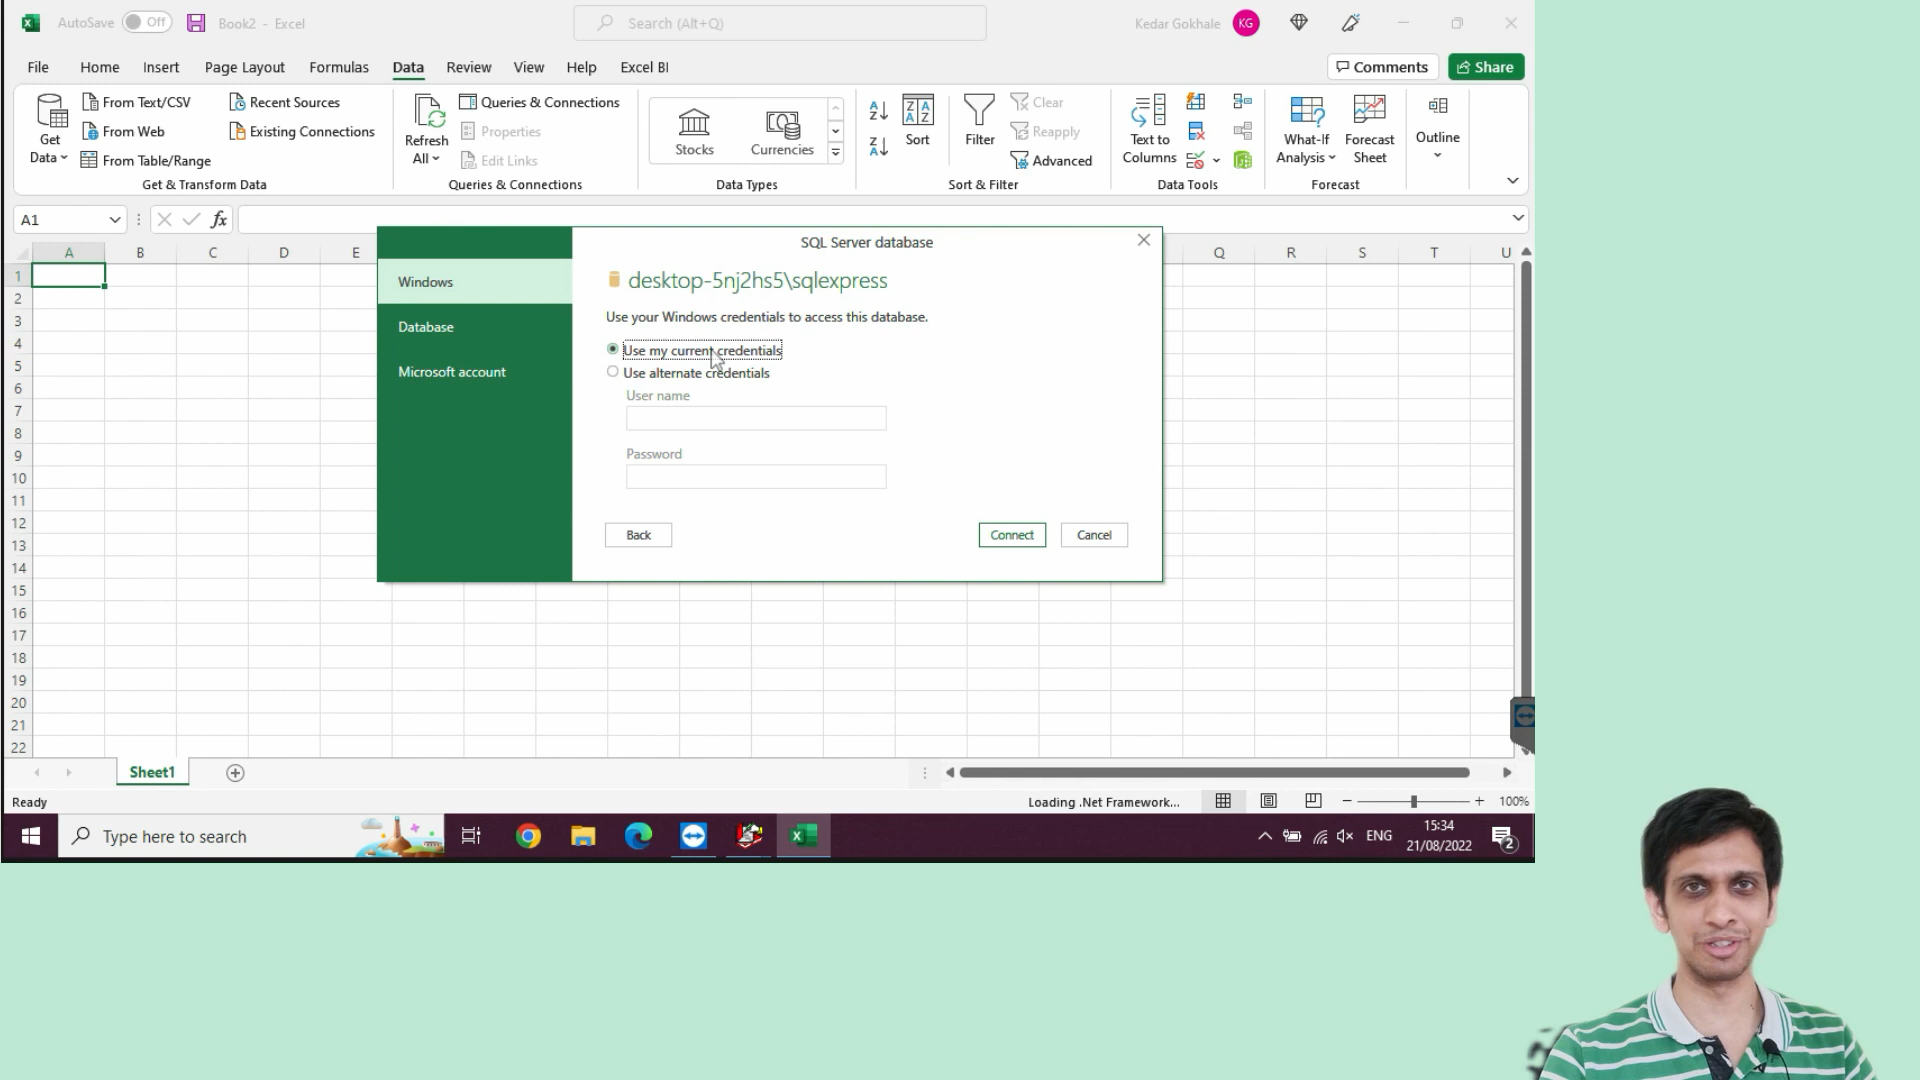 AutoSave Off Book2 - Excel Search (Alt+Q) Kedar Gokhale KG
File Home Insert Page Layout Formulas Data Review View Help Excel BI Comments Share
Get Data
From Text/CSV
From Web
From Table/Range
Recent Sources
Existing Connections
Get & Transform Data
Refresh All
Queries & Connections
Properties
Edit Links
Queries & Connections
Stocks
Currencies
Data Types
Sort
Filter
Clear
Reapply
Advanced
Sort & Filter
Text to Columns
Data Tools
What-If Analysis
Forecast Sheet
Forecast
Outline
A1
fx
A B C D E Q R S T U
1
2
3
4
5
6
7
8
9
10
11
12
13
14
15
16
17
18
19
20
21
22
SQL Server database
Windows
Database
Microsoft account
desktop-5nj2hs5\sqlexpress
Use your Windows credentials to access this database.
Use my current credentials
Use alternate credentials
User name
Password
Back Connect Cancel
Sheet1
Ready Loading .Net Framework... 100%
Type here to search
ENG
15:34
21/08/2022
2